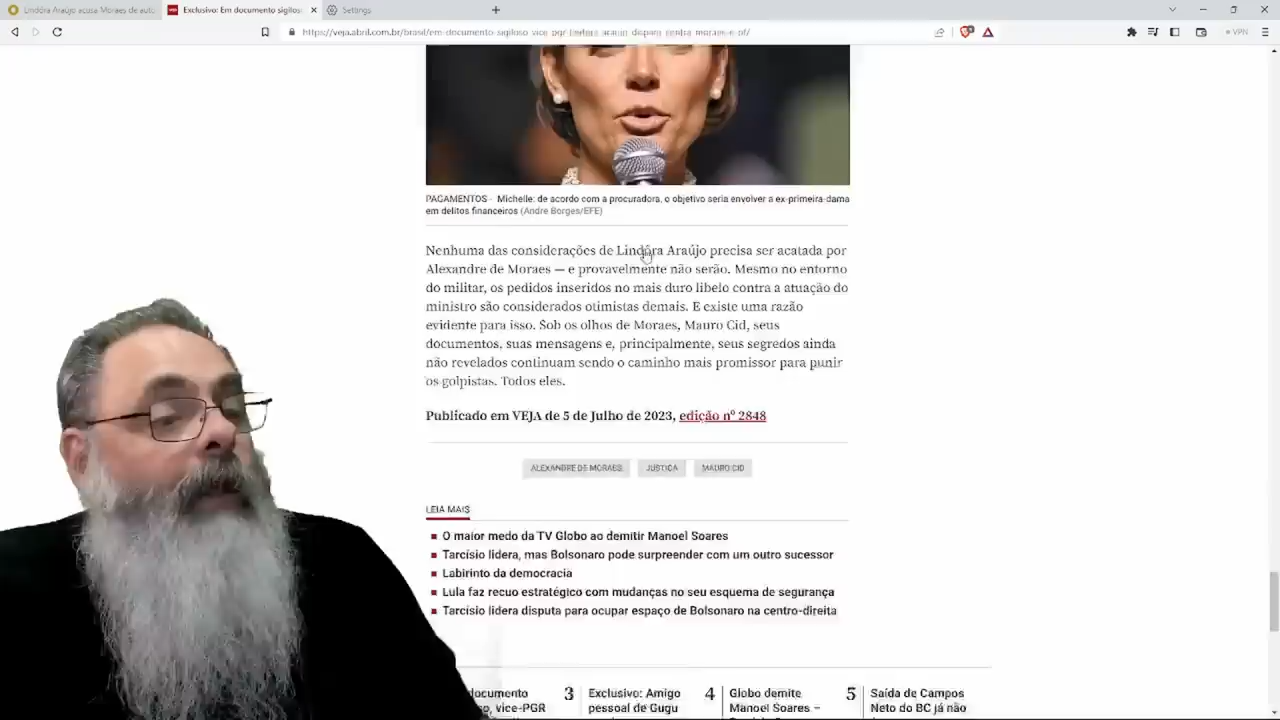 Lindôra Araújo acusa Moraes de auto
Exclusivo: Em documento sigiloso
Settings
https://veja.abril.com.br/brasil/em-documento-sigiloso-vice-pgr-lindora-araujo-dispara-contra-moraes-e-pf/
VPN
PAGAMENTOS - Michelle: de acordo com a procuradora, o objetivo seria envolver a ex-primeira-dama
em delitos financeiros (Andre Borges/EFE)
Nenhuma das considerações de Lindôra Araújo precisa ser acatada por
Alexandre de Moraes — e provavelmente não serão. Mesmo no entorno
do militar, os pedidos inseridos no mais duro libelo contra a atuação do
ministro são considerados otimistas demais. E existe uma razão
evidente para isso. Sob os olhos de Moraes, Mauro Cid, seus
documentos, suas mensagens e, principalmente, seus segredos ainda
não revelados continuam sendo o caminho mais promissor para punir
os golpistas. Todos eles.
Publicado em VEJA de 5 de Julho de 2023, edição nº 2848
ALEXANDRE DE MORAES
JUSTIÇA
MAURO CID
LEIA MAIS
O maior medo da TV Globo ao demitir Manoel Soares
Tarcísio lidera, mas Bolsonaro pode surpreender com um outro sucessor
Labirinto da democracia
Lula faz recuo estratégico com mudanças no seu esquema de segurança
Tarcísio lidera disputa para ocupar espaço de Bolsonaro na centro-direita
documento
vice-PGR
3 Exclusivo: Amigo
pessoal de Gugu
4 Globo demite
Manoel Soares –
5 Saída de Campos
Neto do BC já não